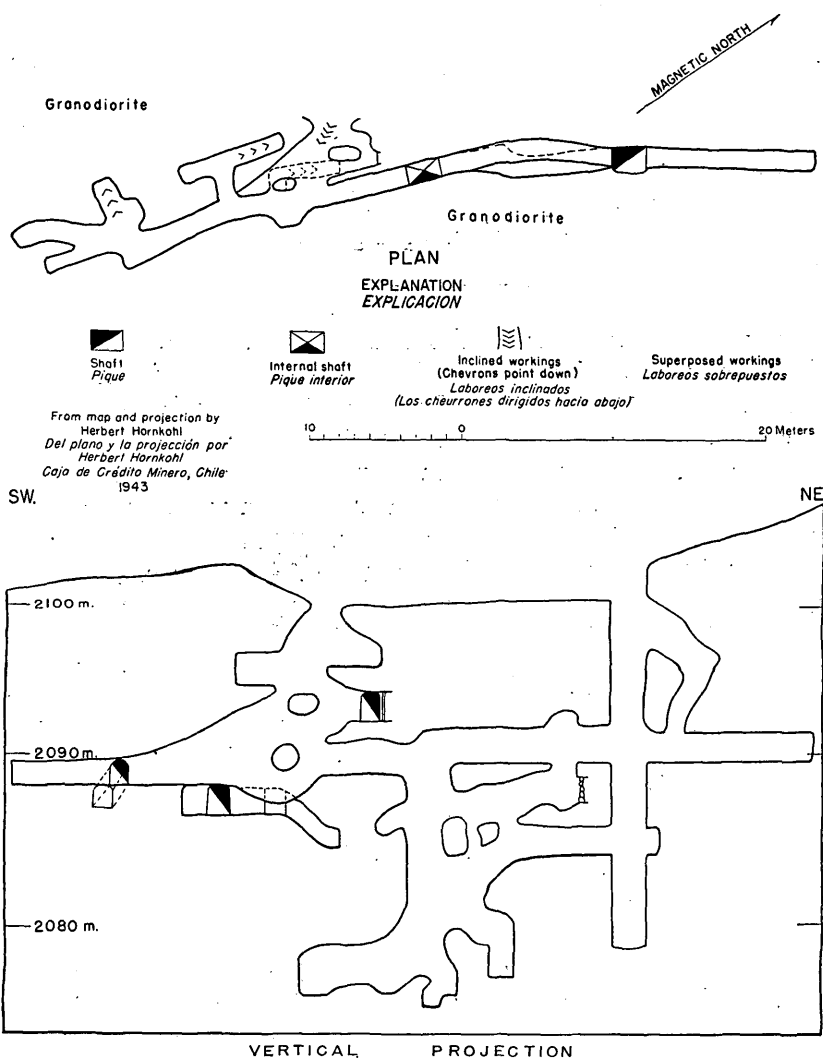 MAGNETIC NORTH
Granodiorite
Granodiorite
PLAN
EXPLANATION
EXPLICACION
Shaft
Pique
Internal shaft
Pique interior
Inclined workings
(Chevrons point down)
Laboreos inclinados
(Los cheurrones dirigidos hacia abajo)
Superposed workings
Laboreos sobrepuestos
From map and projection by
Herbert Hornkohl
Del plano y la projección por
Herbert Hornkohl
Caja de Crédito Minero, Chile
1943
10 0 20 Meters
SW. NE
2100 m.
2090 m.
2080 m.
VERTICAL PROJECTION